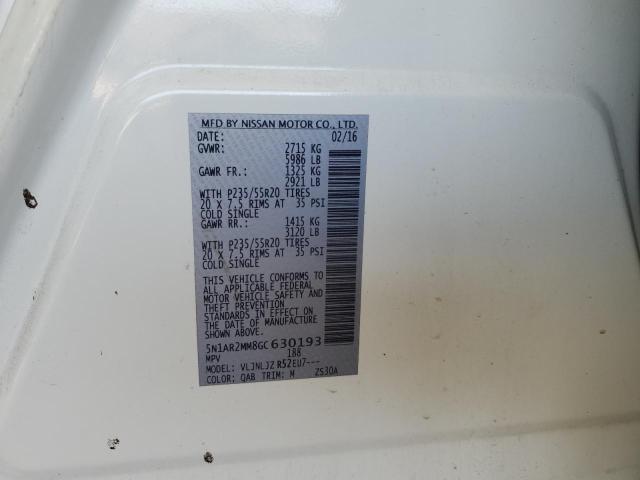 MFD BY NISSAN MOTOR CO., LTD.
DATE: 02/16
GVWR: 2715 KG
5986 LB
GAWR FR.: 1325 KG
2921 LB
WITH P235/55R20 TIRES
20 X 7.5 RIMS AT 35 PSI
COLD SINGLE
GAWR RR.: 1415 KG
3120 LB
WITH P235/55R20 TIRES
20 X 7.5 RIMS AT 35 PSI
COLD SINGLE
THIS VEHICLE CONFORMS TO
ALL APPLICABLE FEDERAL
MOTOR VEHICLE SAFETY AND
THEFT PREVENTION
STANDARDS IN EFFECT ON
THE DATE OF MANUFACTURE
SHOWN ABOVE.
5N1AR2MM8GC630193
MPV 188
MODEL: VLJNLJZ R52EU7---
COLOR: QAB TRIM: M ZS30A